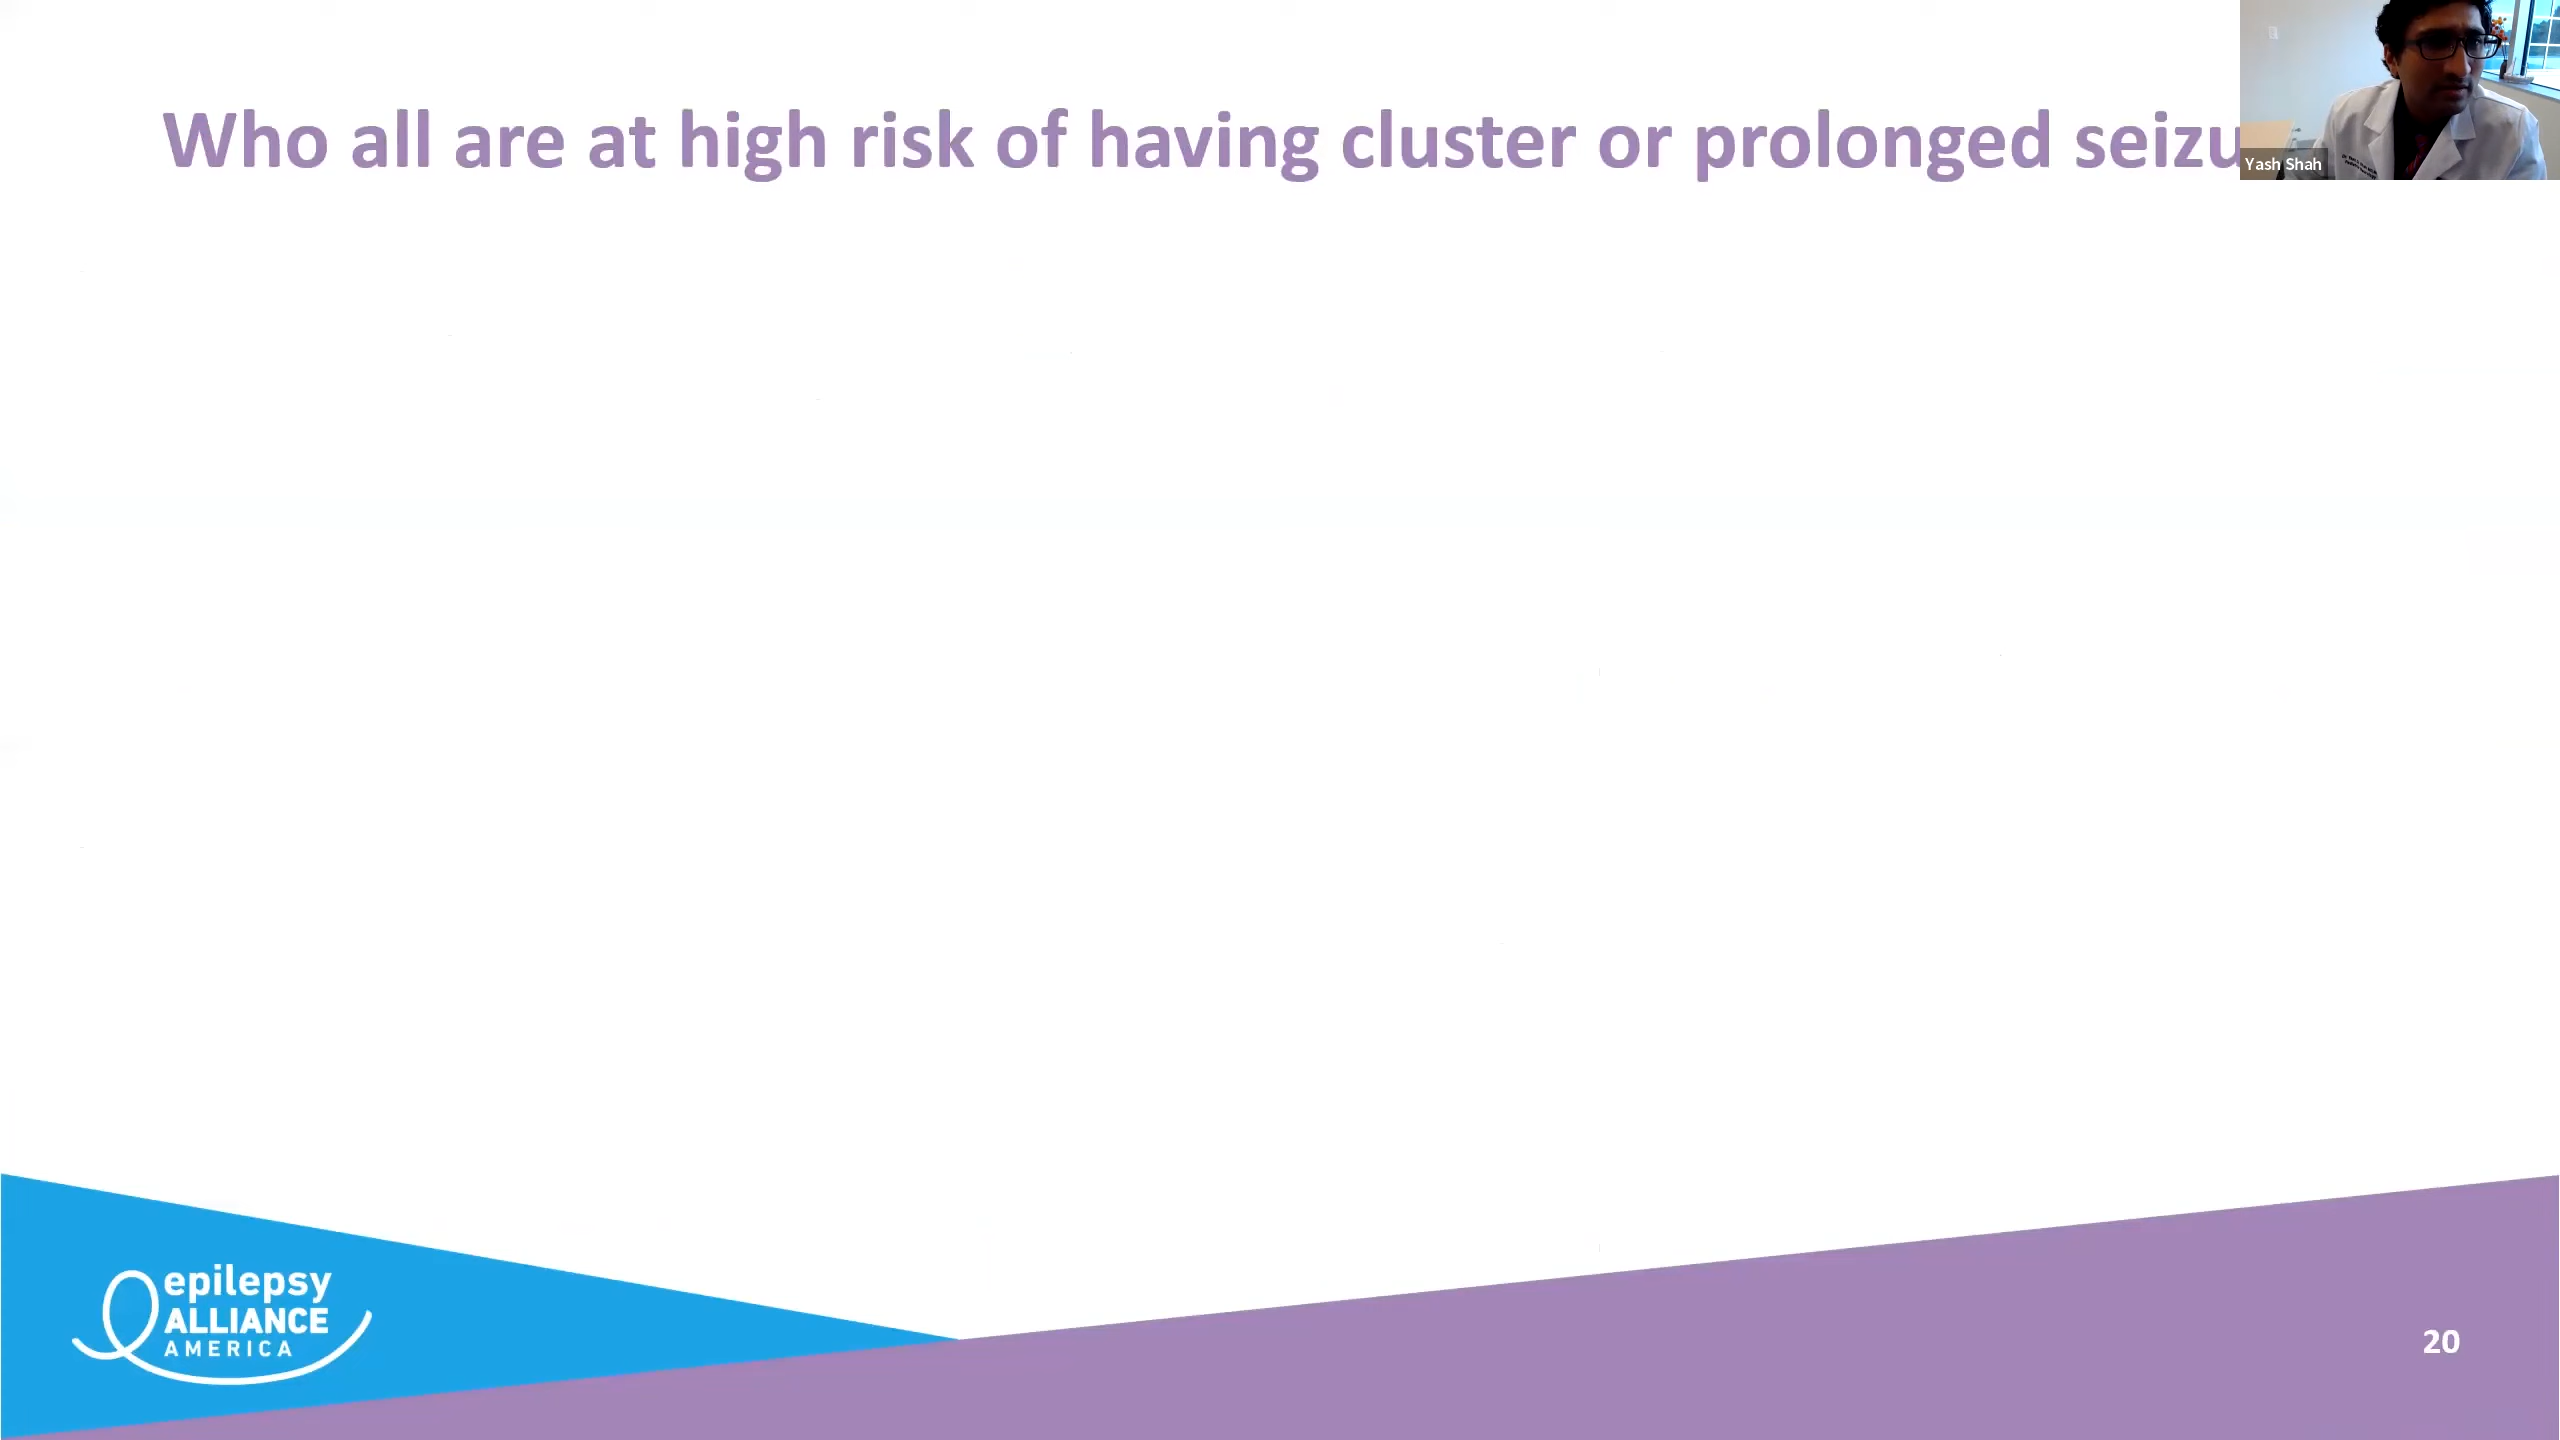 Who all are at high risk of having cluster or prolonged seizu
Yash Shah
epilepsy
ALLIANCE
AMERICA
20